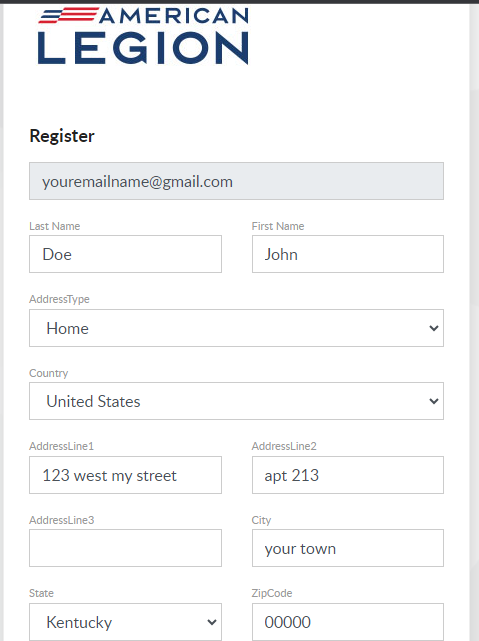 AMERICAN
LEGION
Register
youremailname@gmail.com
Last Name First Name
Doe John
AddressType
Home
Country
United States
AddressLine1 AddressLine2
123 west my street apt 213
AddressLine3 City
your town
State ZipCode
Kentucky 00000